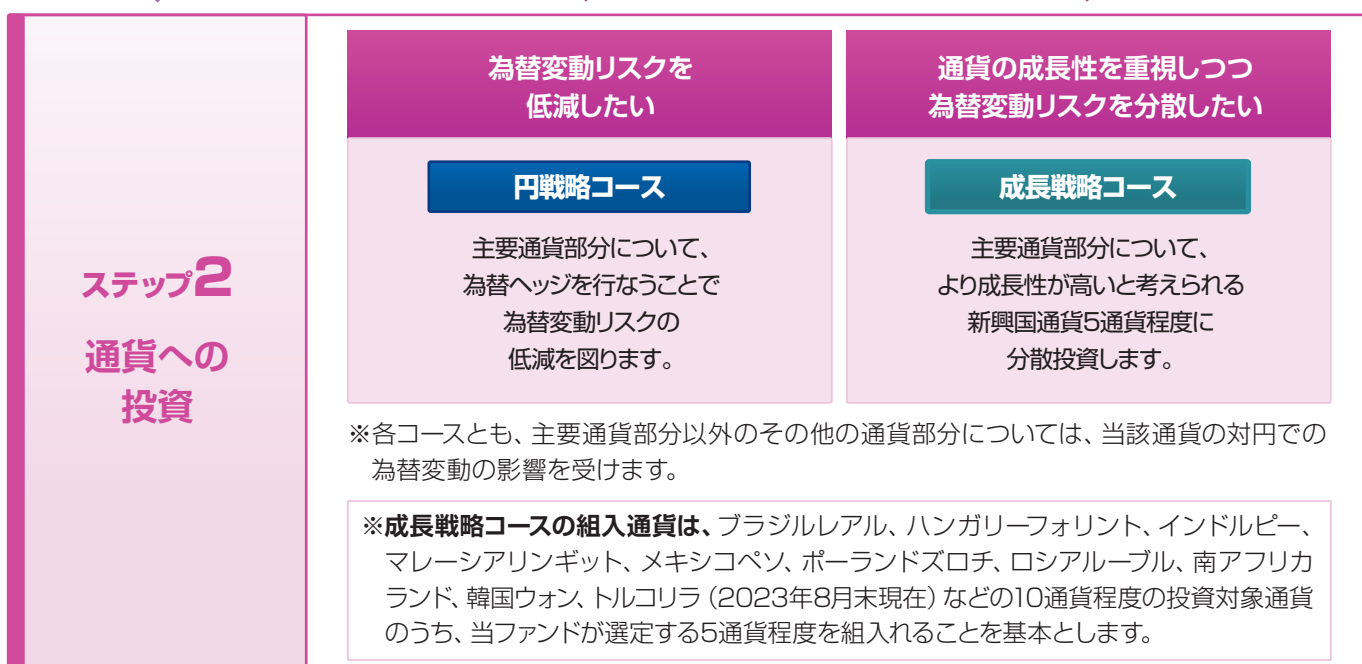 ステップ2
通貨への
投資
為替変動リスクを
低減したい
円戦略コース
主要通貨部分について、
為替ヘッジを行なうことで
為替変動リスクの
低減を図ります。
通貨の成長性を重視しつつ
為替変動リスクを分散したい
成長戦略コース
主要通貨部分について、
より成長性が高いと考えられる
新興国通貨5通貨程度に
分散投資します。
※各コースとも、主要通貨部分以外のその他の通貨部分については、当該通貨の対円での
為替変動の影響を受けます。
※成長戦略コースの組入通貨は、ブラジルレアル、ハンガリーフォリント、インドルピー、
マレーシアリンギット、メキシコペソ、ポーランドズロチ、ロシアルーブル、南アフリカ
ランド、韓国ウォン、トルコリラ（2023年8月末現在）などの10通貨程度の投資対象通貨
のうち、当ファンドが選定する5通貨程度を組入れることを基本とします。